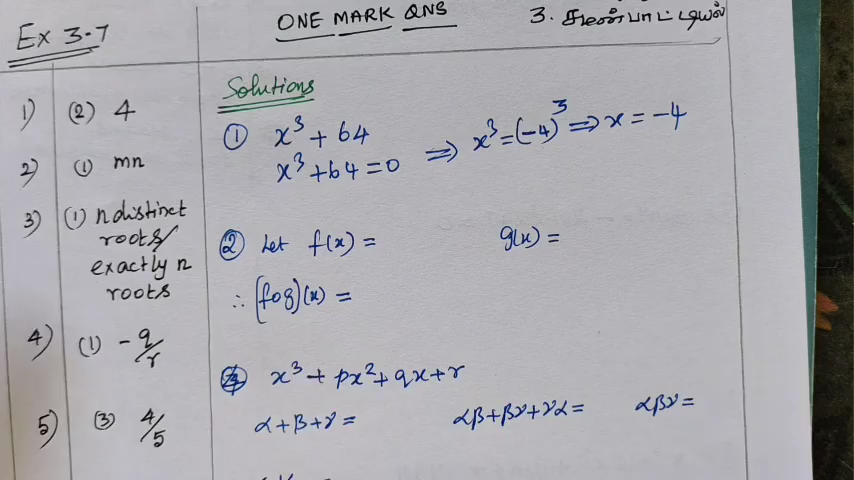 Ex 3.7
ONE MARK QNS
3. சமன்பாட்டியல்
1) (2) 4
2) (1) mn
3) (1) n distinct
roots/
exactly n
roots
4) (1) -q/r
5) (3) 4/5
Solutions
① x³ + 64
x³ + 64 = 0 ⟹ x³ = (-4)³ ⟹ x = -4
② Let f(x) = g(x) =
∴ (fog)(x) =
④ x³ + px² + qx + r
α + β + γ = αβ + βγ + γα = αβγ =